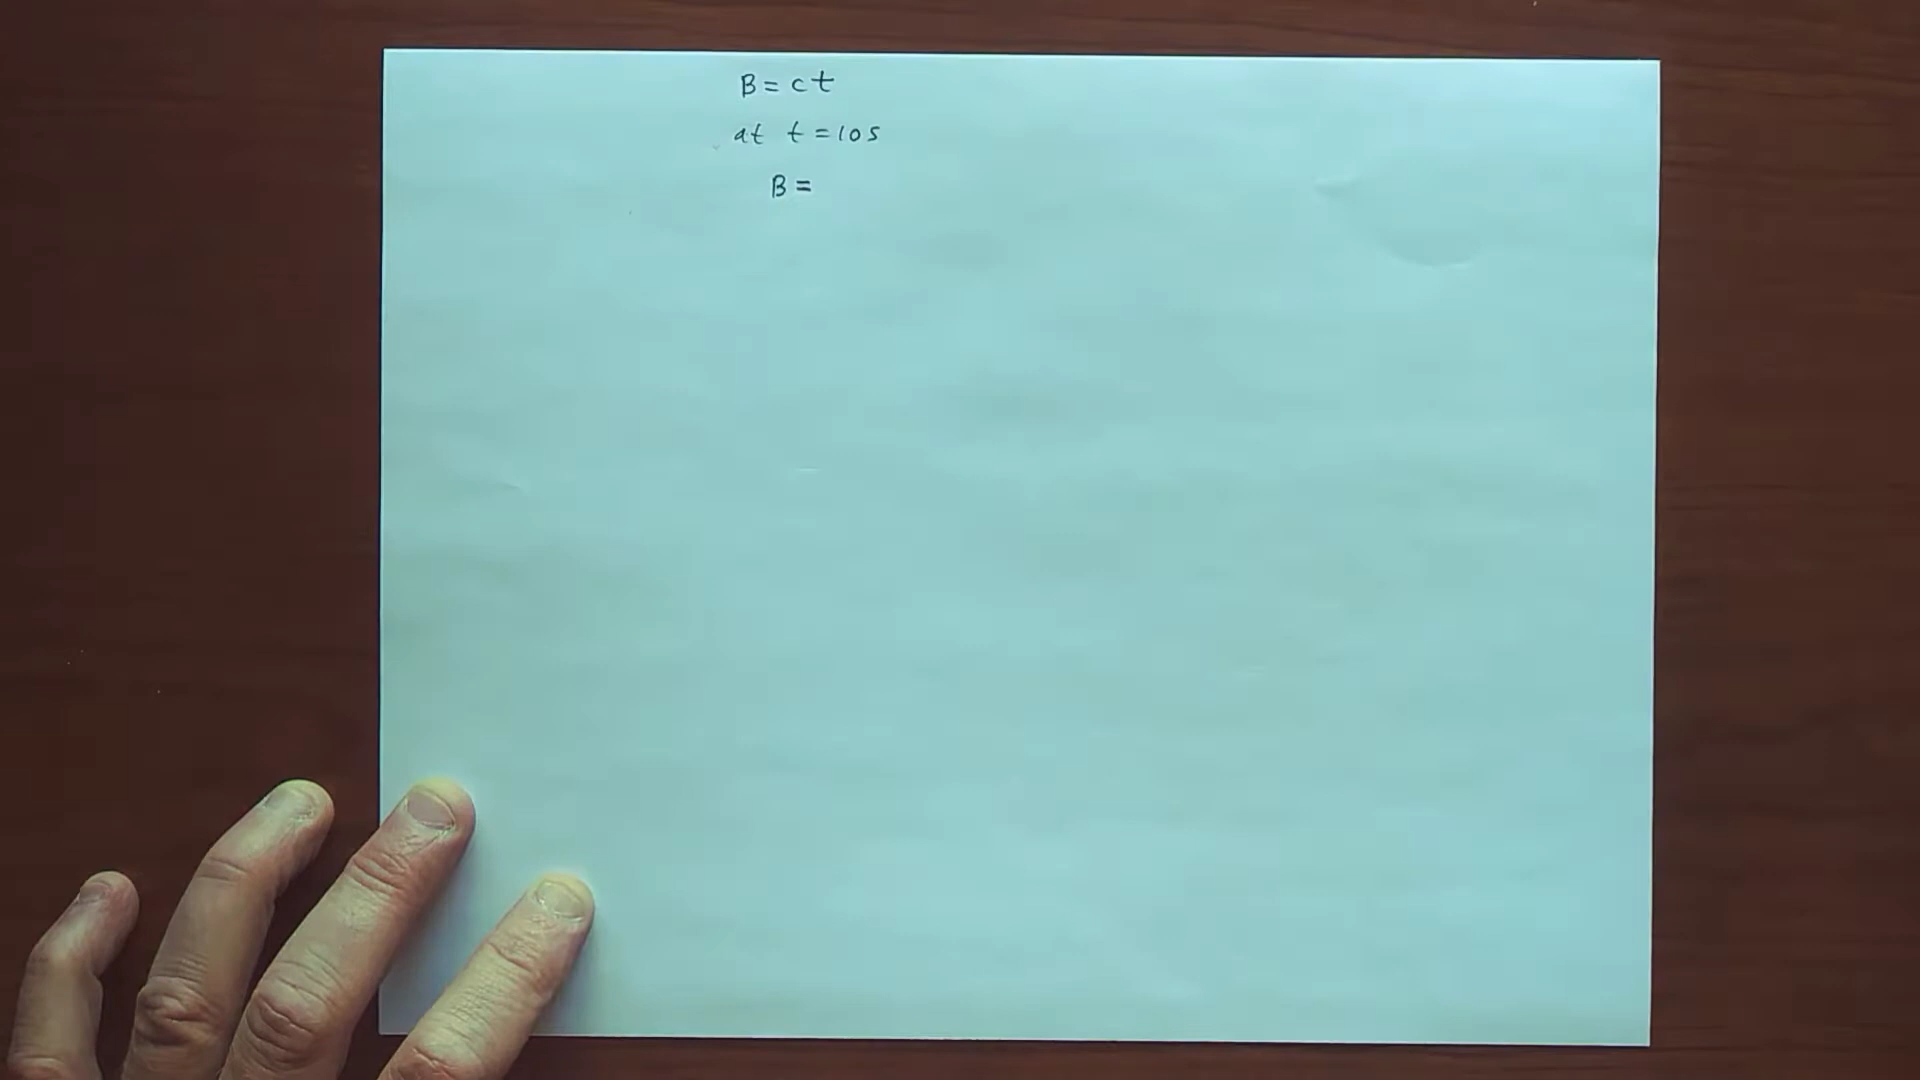 B = ct
at t = 10s
B =